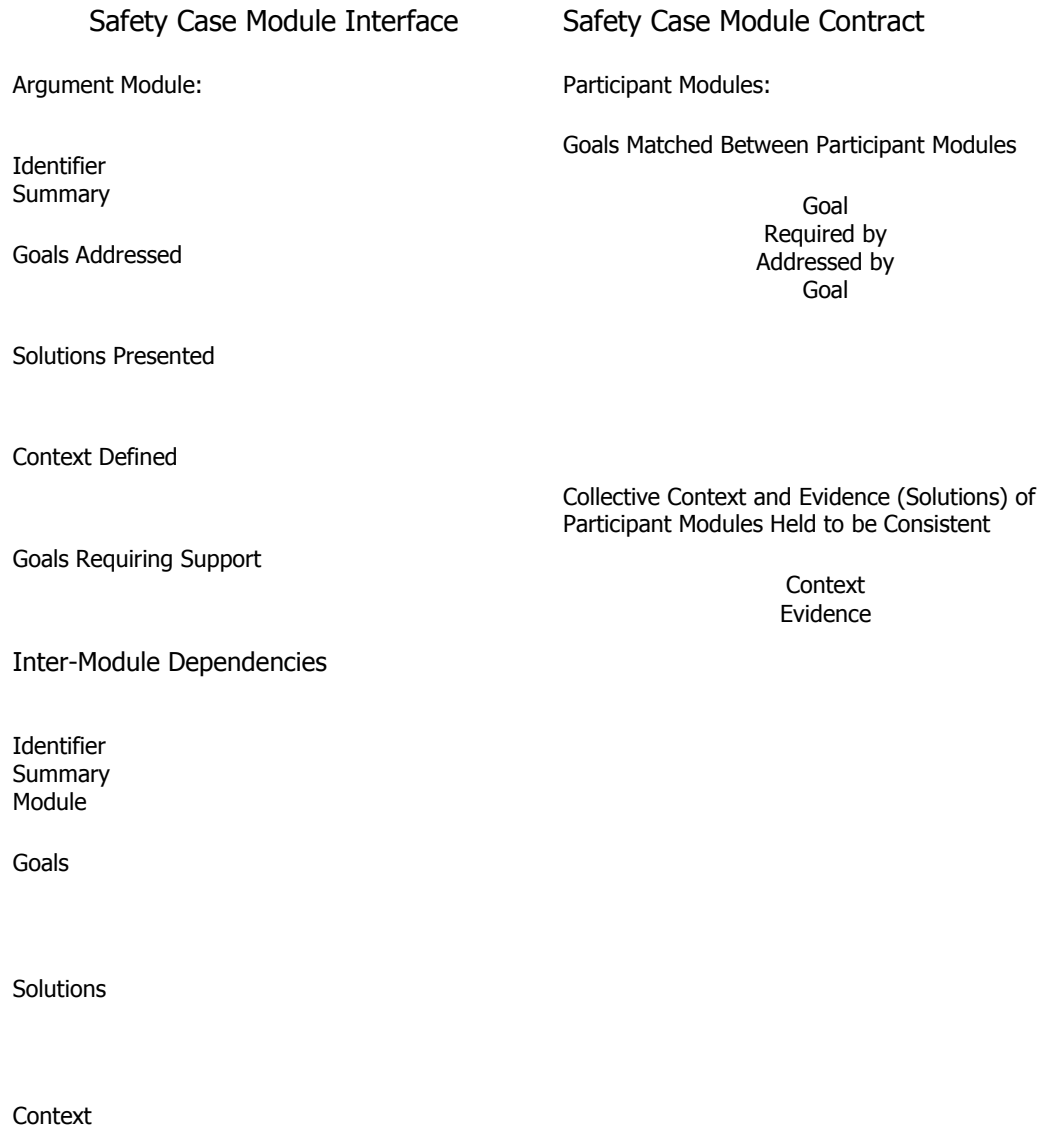 Safety Case Module Interface
Argument Module:
Identifier
Summary
Goals Addressed
Solutions Presented
Context Defined
Goals Requiring Support
Inter-Module Dependencies
Identifier
Summary
Module
Goals
Solutions
Context
Safety Case Module Contract
Participant Modules:
Goals Matched Between Participant Modules
Goal
Required by
Addressed by
Goal
Collective Context and Evidence (Solutions) of
Participant Modules Held to be Consistent
Context
Evidence